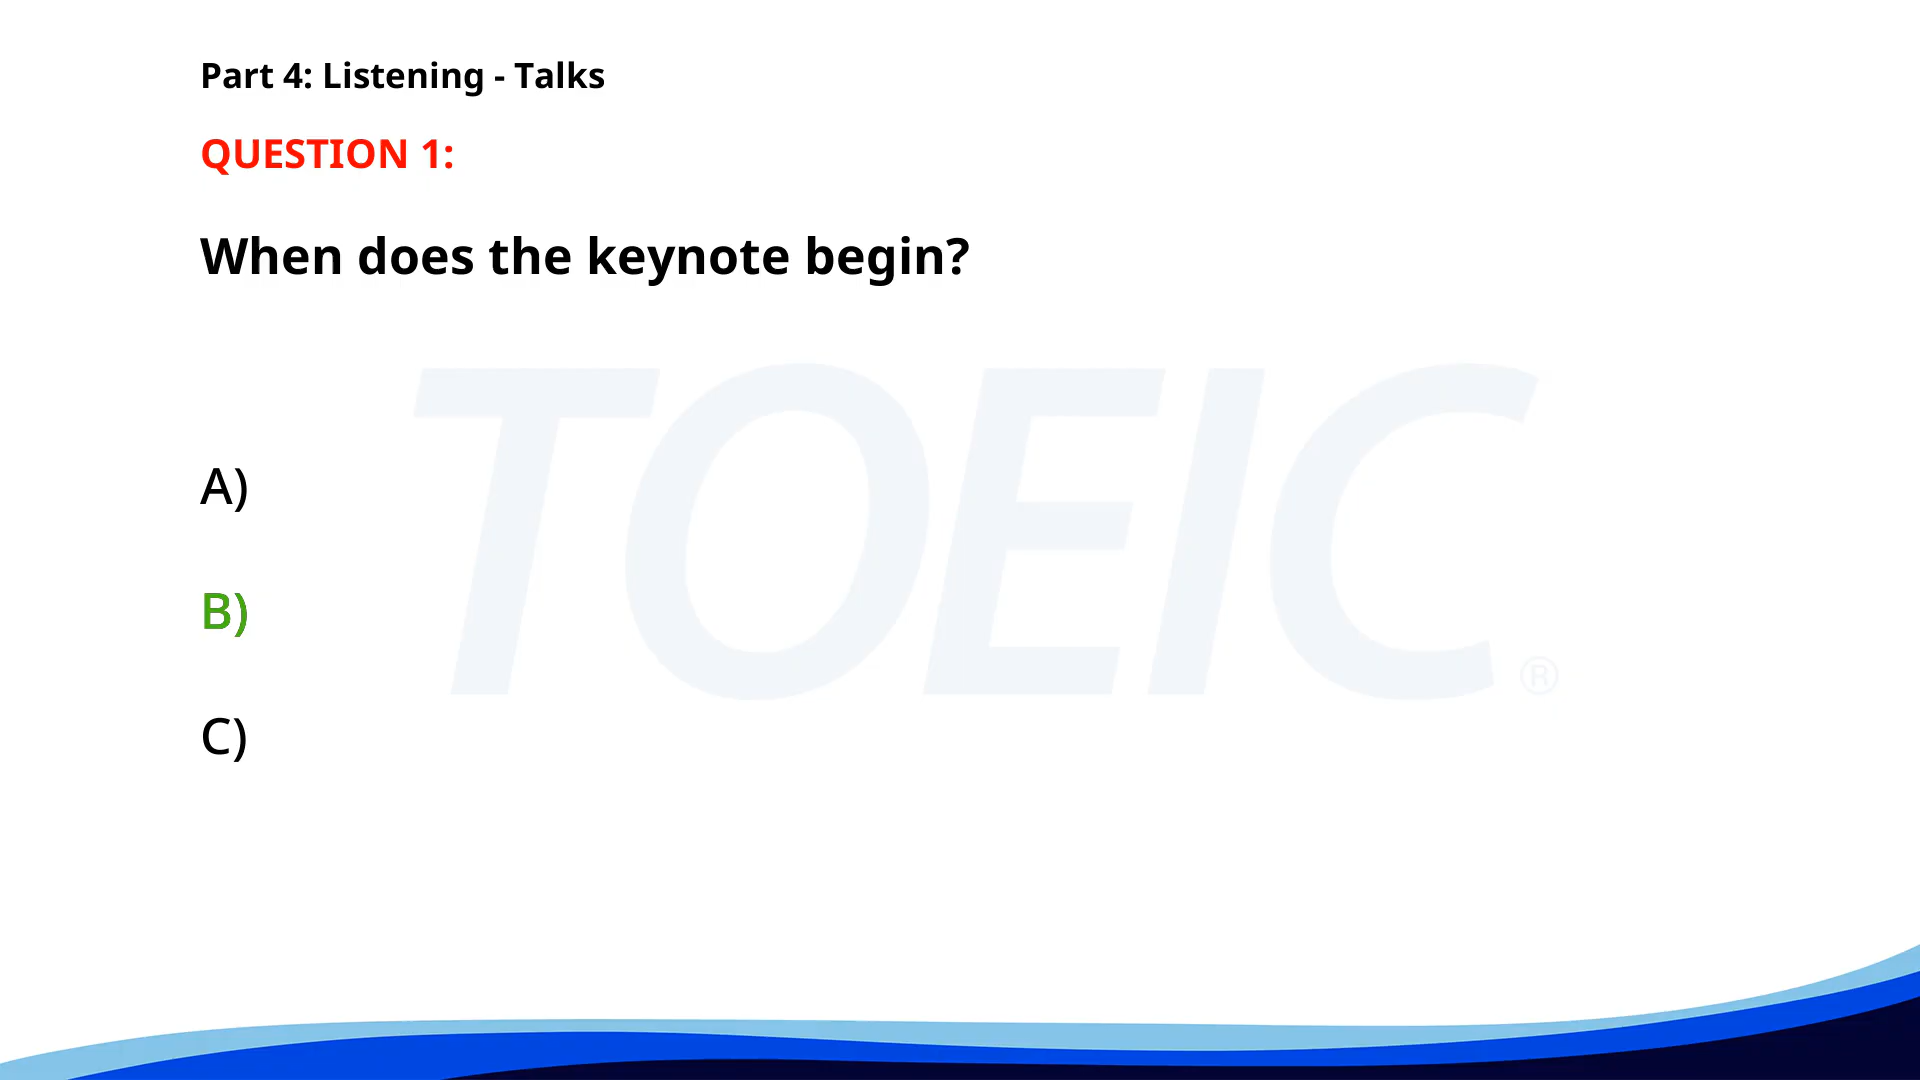 Part 4: Listening - Talks
QUESTION 1:
When does the keynote begin?
TOEIC®
A)
B)
C)